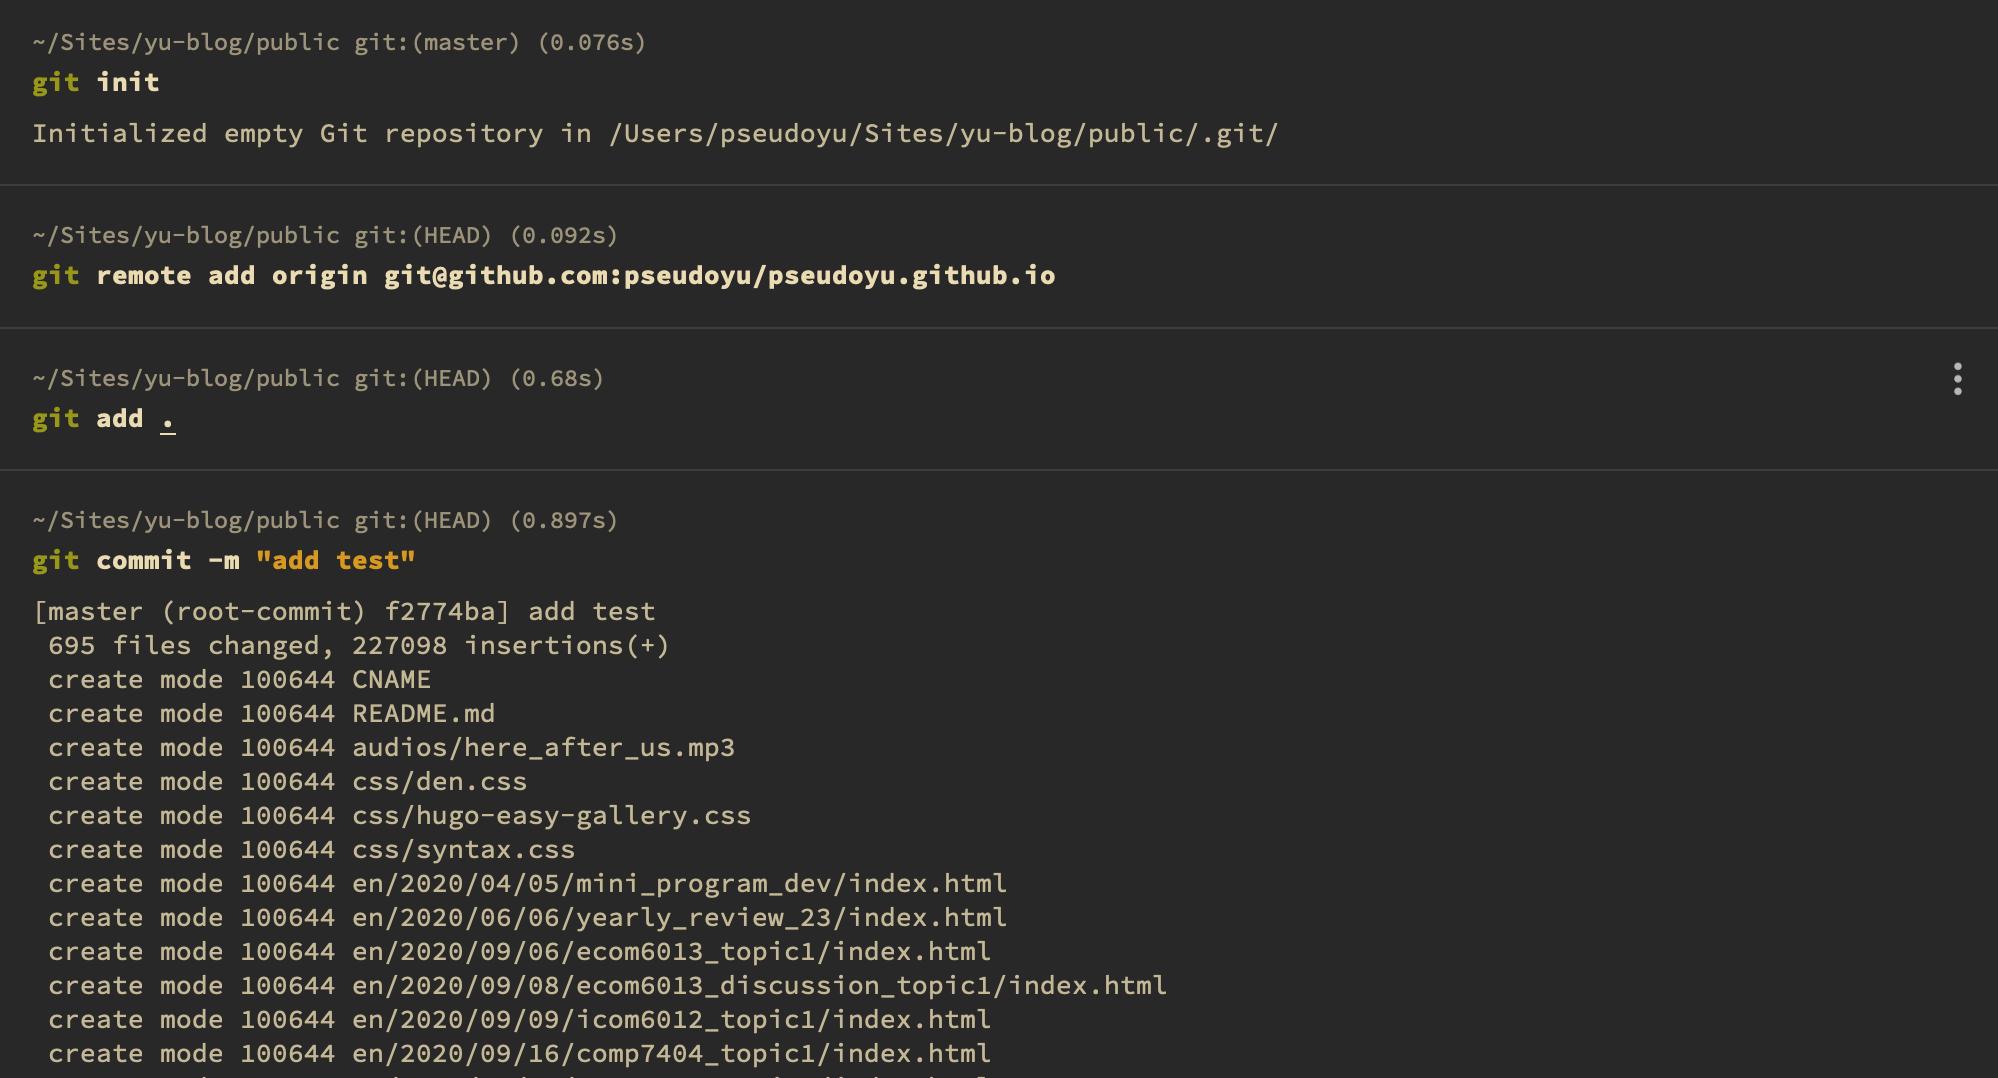 ~/Sites/yu-blog/public git:(master) (0.076s)
git init
Initialized empty Git repository in /Users/pseudoyu/Sites/yu-blog/public/.git/
~/Sites/yu-blog/public git:(HEAD) (0.092s)
git remote add origin git@github.com:pseudoyu/pseudoyu.github.io
~/Sites/yu-blog/public git:(HEAD) (0.68s)
git add .
~/Sites/yu-blog/public git:(HEAD) (0.897s)
git commit -m "add test"
[master (root-commit) f2774ba] add test
 695 files changed, 227098 insertions(+)
 create mode 100644 CNAME
 create mode 100644 README.md
 create mode 100644 audios/here_after_us.mp3
 create mode 100644 css/den.css
 create mode 100644 css/hugo-easy-gallery.css
 create mode 100644 css/syntax.css
 create mode 100644 en/2020/04/05/mini_program_dev/index.html
 create mode 100644 en/2020/06/06/yearly_review_23/index.html
 create mode 100644 en/2020/09/06/ecom6013_topic1/index.html
 create mode 100644 en/2020/09/08/ecom6013_discussion_topic1/index.html
 create mode 100644 en/2020/09/09/icom6012_topic1/index.html
 create mode 100644 en/2020/09/16/comp7404_topic1/index.html